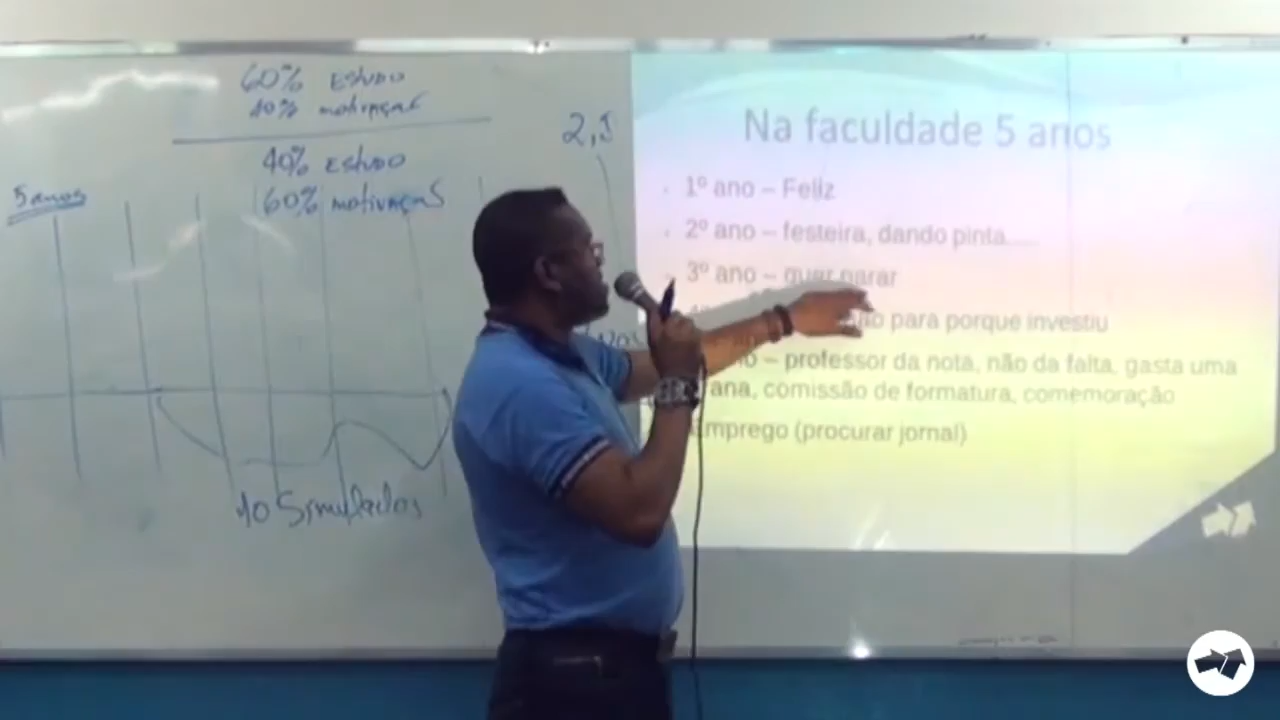 60% ESTUDO
40% motivação
40% ESTUDO
60% motivação
5 anos
2,5
10 Simulados
Na faculdade 5 anos
1º ano – Feliz
2º ano – festeira, dando pinta.....
3º ano – quer parar
para porque investiu
– professor da nota, não da falta, gasta uma
comissão de formatura, comemoração
Emprego (procurar jornal)